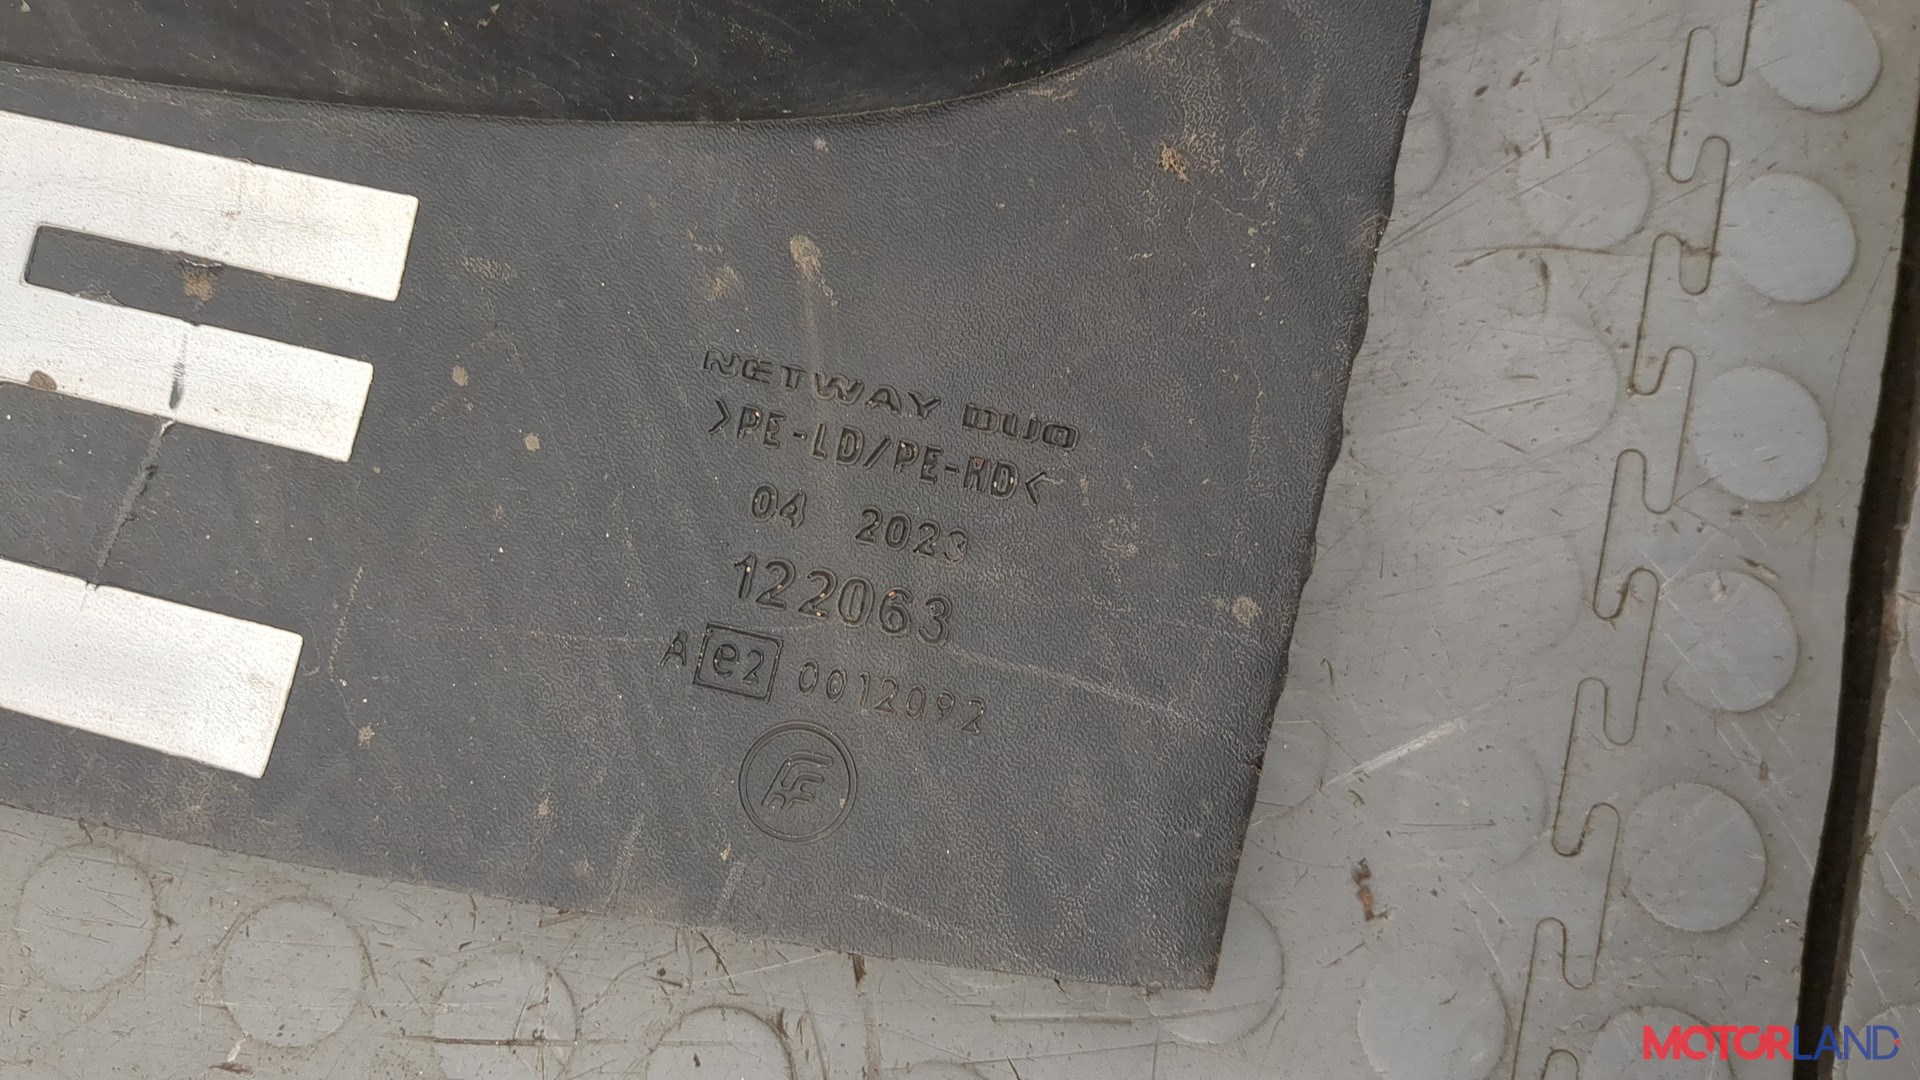 NETWAY DUO
>PE-LD/PE-HD<
04 2023
122063
A e2 0012092
MOTORLAND